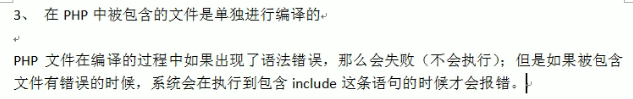 3、 在 PHP 中被包含的文件是单独进行编译的
PHP 文件在编译的过程中如果出现了语法错误，那么会失败（不会执行）；但是如果被包含
文件有错误的时候，系统会在执行到包含 include 这条语句的时候才会报错。